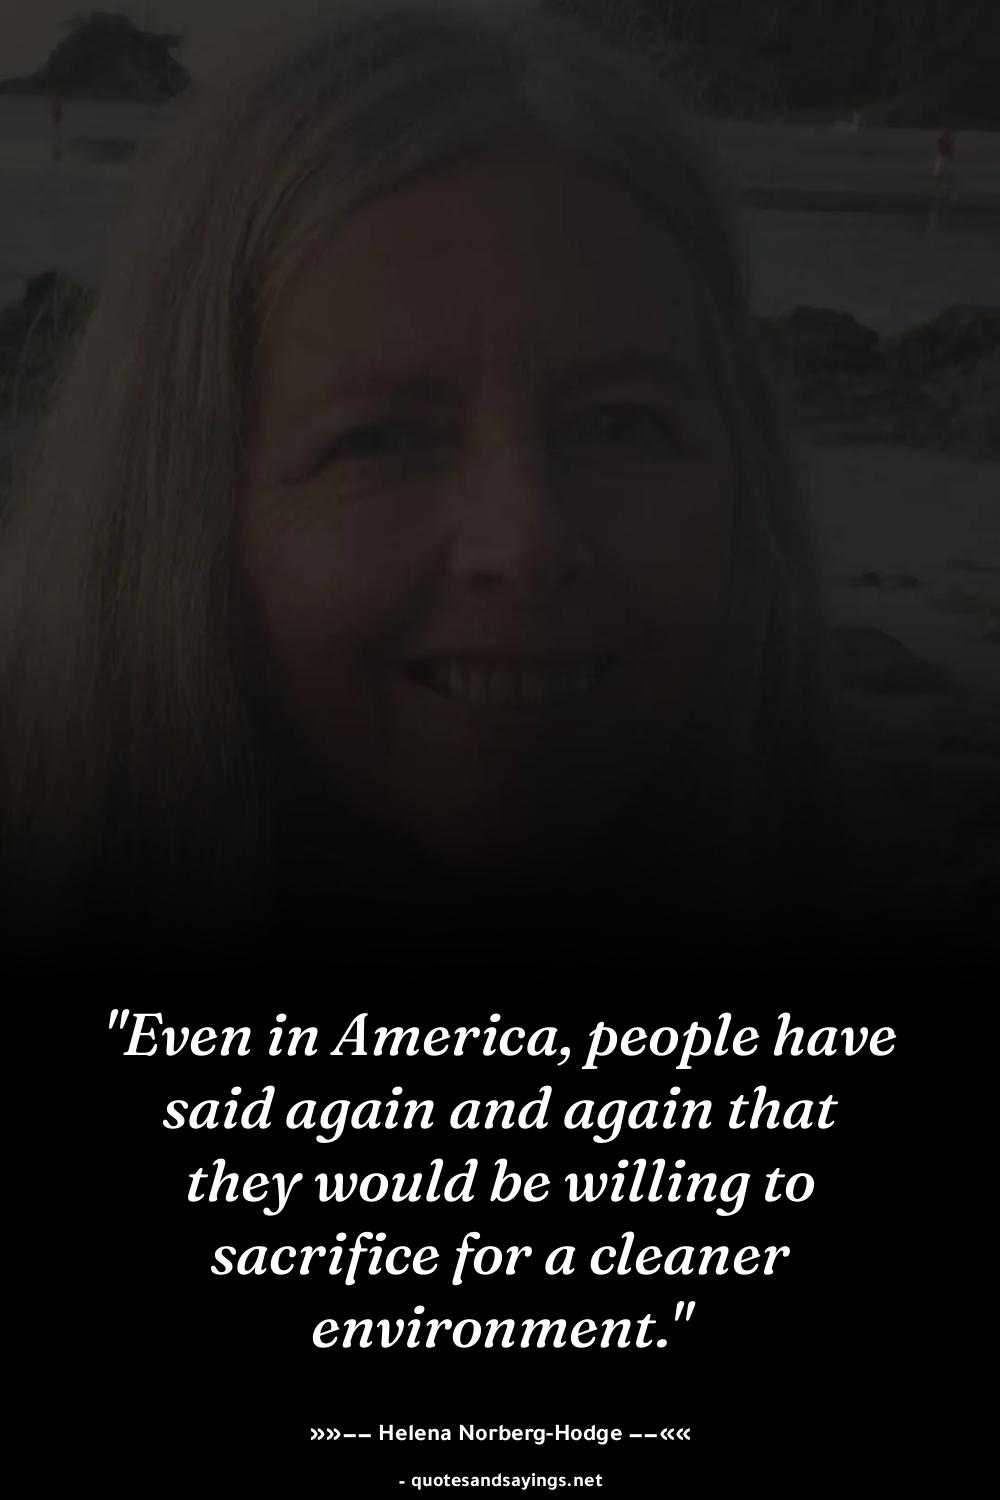 "Even in America, people have
said again and again that
they would be willing to
sacrifice for a cleaner
environment."
»»–– Helena Norberg-Hodge ––««
- quotesandsayings.net